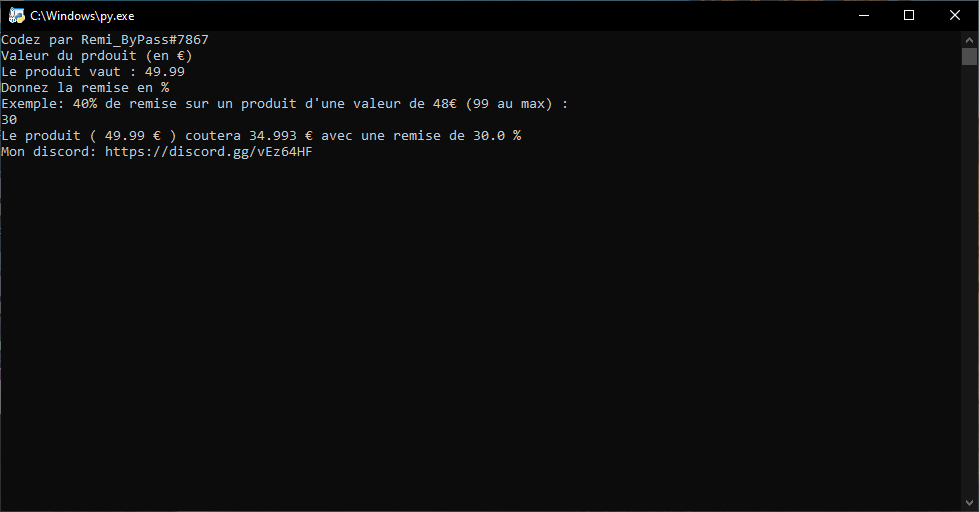 C:\Windows\py.exe
Codez par Remi_ByPass#7867
Valeur du prdouit (en €)
Le produit vaut : 49.99
Donnez la remise en %
Exemple: 40% de remise sur un produit d'une valeur de 48€ (99 au max) :
30
Le produit ( 49.99 € ) coutera 34.993 € avec une remise de 30.0 %
Mon discord: https://discord.gg/vEz64HF